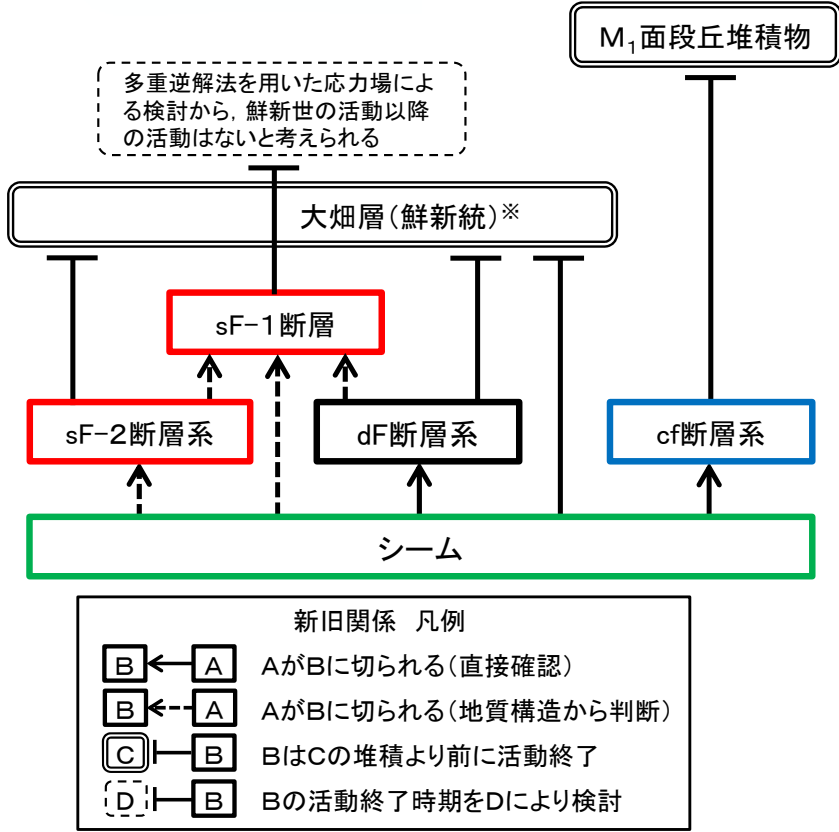 M₁面段丘堆積物
多重逆解法を用いた応力場によ
る検討から，鮮新世の活動以降
の活動はないと考えられる
大畑層（鮮新統）※
sF-1断層
sF-2断層系
dF断層系
cf断層系
シーム
新旧関係 凡例
B A AがBに切られる（直接確認）
B A AがBに切られる（地質構造から判断）
C B BはCの堆積より前に活動終了
D B Bの活動終了時期をDにより検討